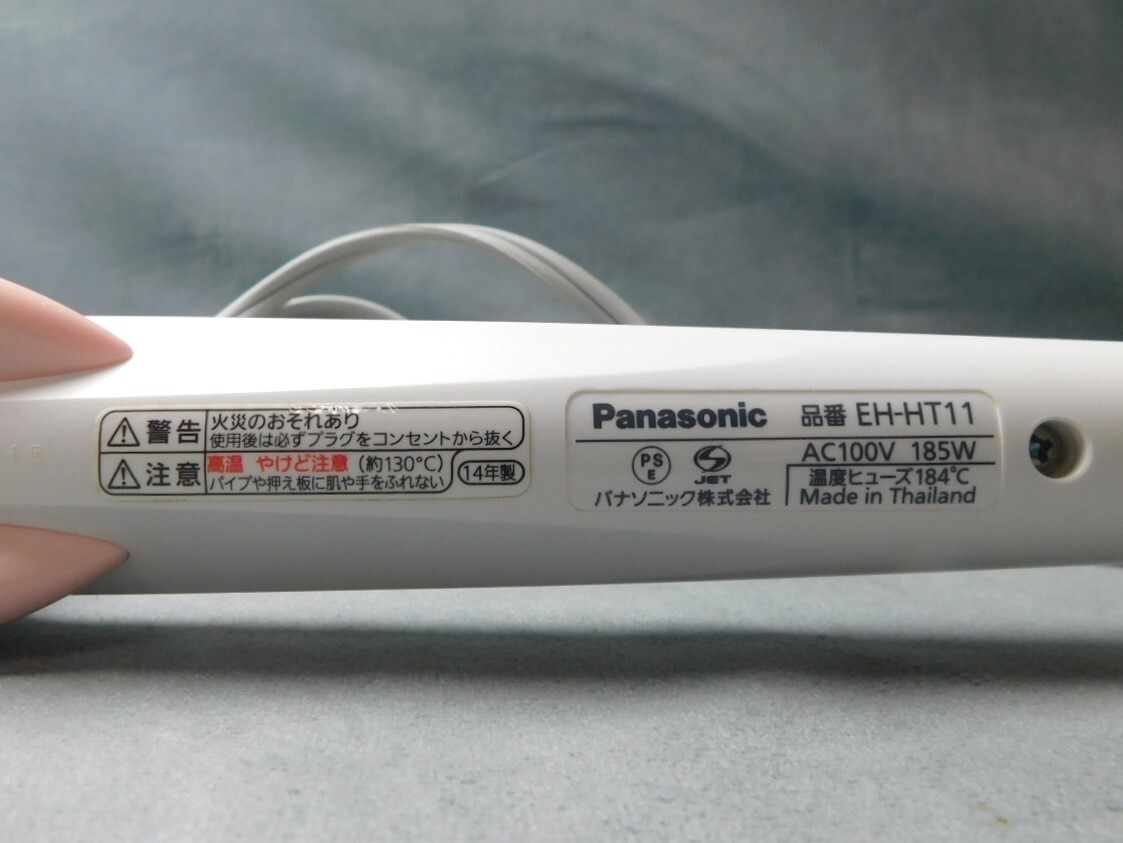 警告
火災のおそれあり
使用後は必ずプラグをコンセントから抜く
注意
高温 やけど注意 (約130℃)
パイプや押え板に肌や手をふれない
14年製
Panasonic 品番 EH-HT11
AC100V 185W
PS
E
JET
パナソニック株式会社
温度ヒューズ184℃
Made in Thailand